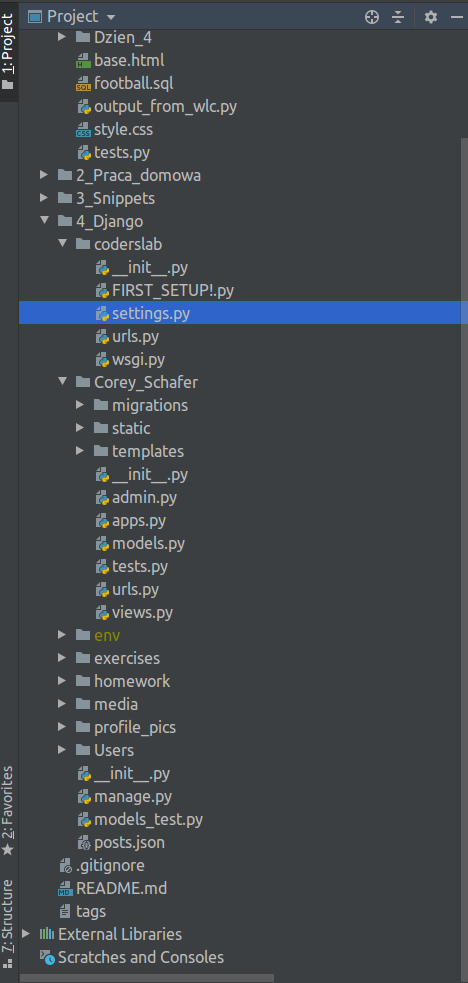 Project
Dzien_4
base.html
football.sql
output_from_wlc.py
style.css
tests.py
2_Praca_domowa
3_Snippets
4_Django
coderslab
__init__.py
FIRST_SETUP!.py
settings.py
urls.py
wsgi.py
Corey_Schafer
migrations
static
templates
__init__.py
admin.py
apps.py
models.py
tests.py
urls.py
views.py
env
exercises
homework
media
profile_pics
Users
__init__.py
manage.py
models_test.py
posts.json
.gitignore
README.md
tags
External Libraries
Scratches and Consoles
1: Project
2: Favorites
7: Structure